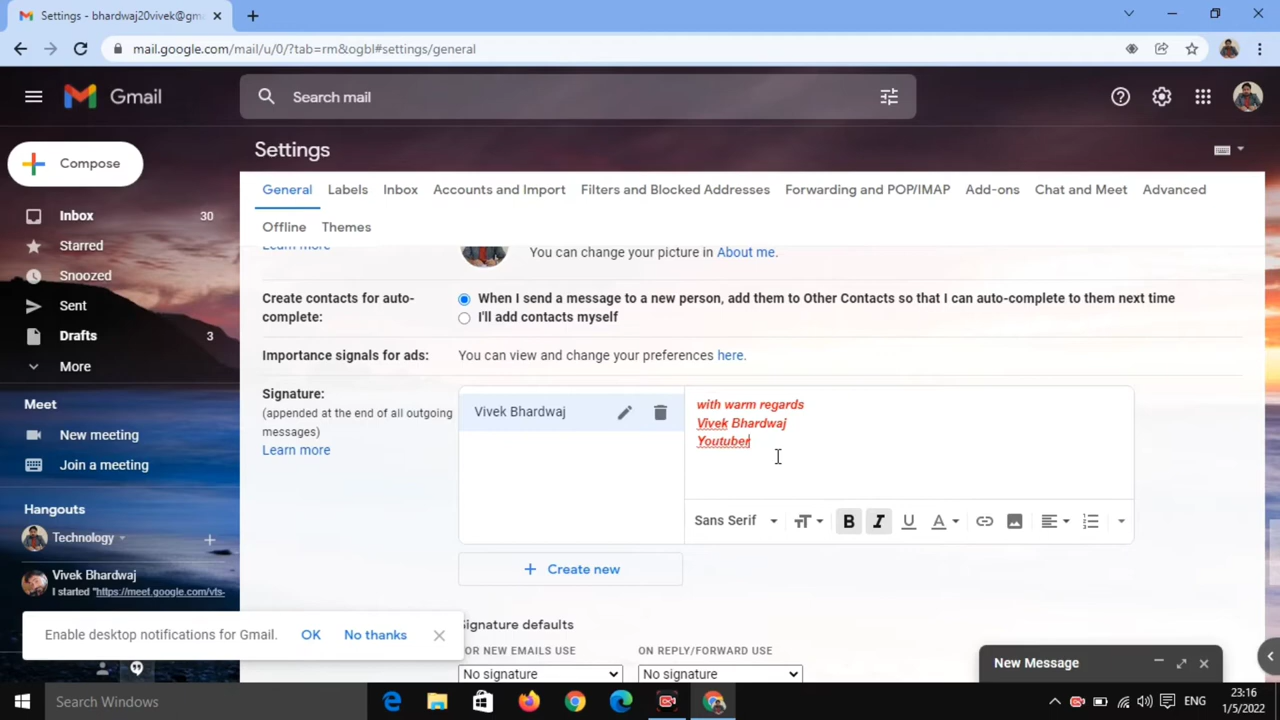 Settings - bhardwaj20vivek@gm
mail.google.com/mail/u/0/?tab=rm&ogbl#settings/general
Gmail
Search mail
Compose
Settings
General Labels Inbox Accounts and Import Filters and Blocked Addresses Forwarding and POP/IMAP Add-ons Chat and Meet Advanced
Offline Themes
Inbox 30
Starred
Snoozed
Sent
Drafts 3
More
Meet
New meeting
Join a meeting
Hangouts
Technology
Vivek Bhardwaj
I started "https://meet.google.com/vts-
Learn more
You can change your picture in About me.
Create contacts for auto-
complete:
When I send a message to a new person, add them to Other Contacts so that I can auto-complete to them next time
I'll add contacts myself
Importance signals for ads:
You can view and change your preferences here.
Signature:
(appended at the end of all outgoing
messages)
Learn more
Vivek Bhardwaj
with warm regards
Vivek Bhardwaj
Youtuber
Sans Serif
Create new
Signature defaults
FOR NEW EMAILS USE ON REPLY/FORWARD USE
No signature No signature
Enable desktop notifications for Gmail. OK No thanks
New Message
Search Windows
ENG
23:16
1/5/2022